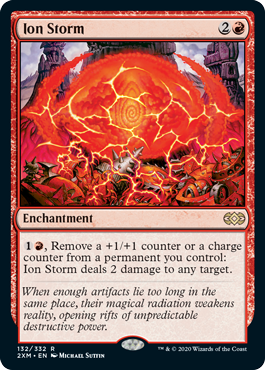 Ion Storm 2
Enchantment
1, Remove a +1/+1 counter or a charge
counter from a permanent you control:
Ion Storm deals 2 damage to any target.
When enough artifacts lie too long in the
same place, their magical radiation weakens
reality, opening rifts of unpredictable
destructive power.
132/332 R
2XM • EN Michael Sutfin
™ & © 2020 Wizards of the Coast